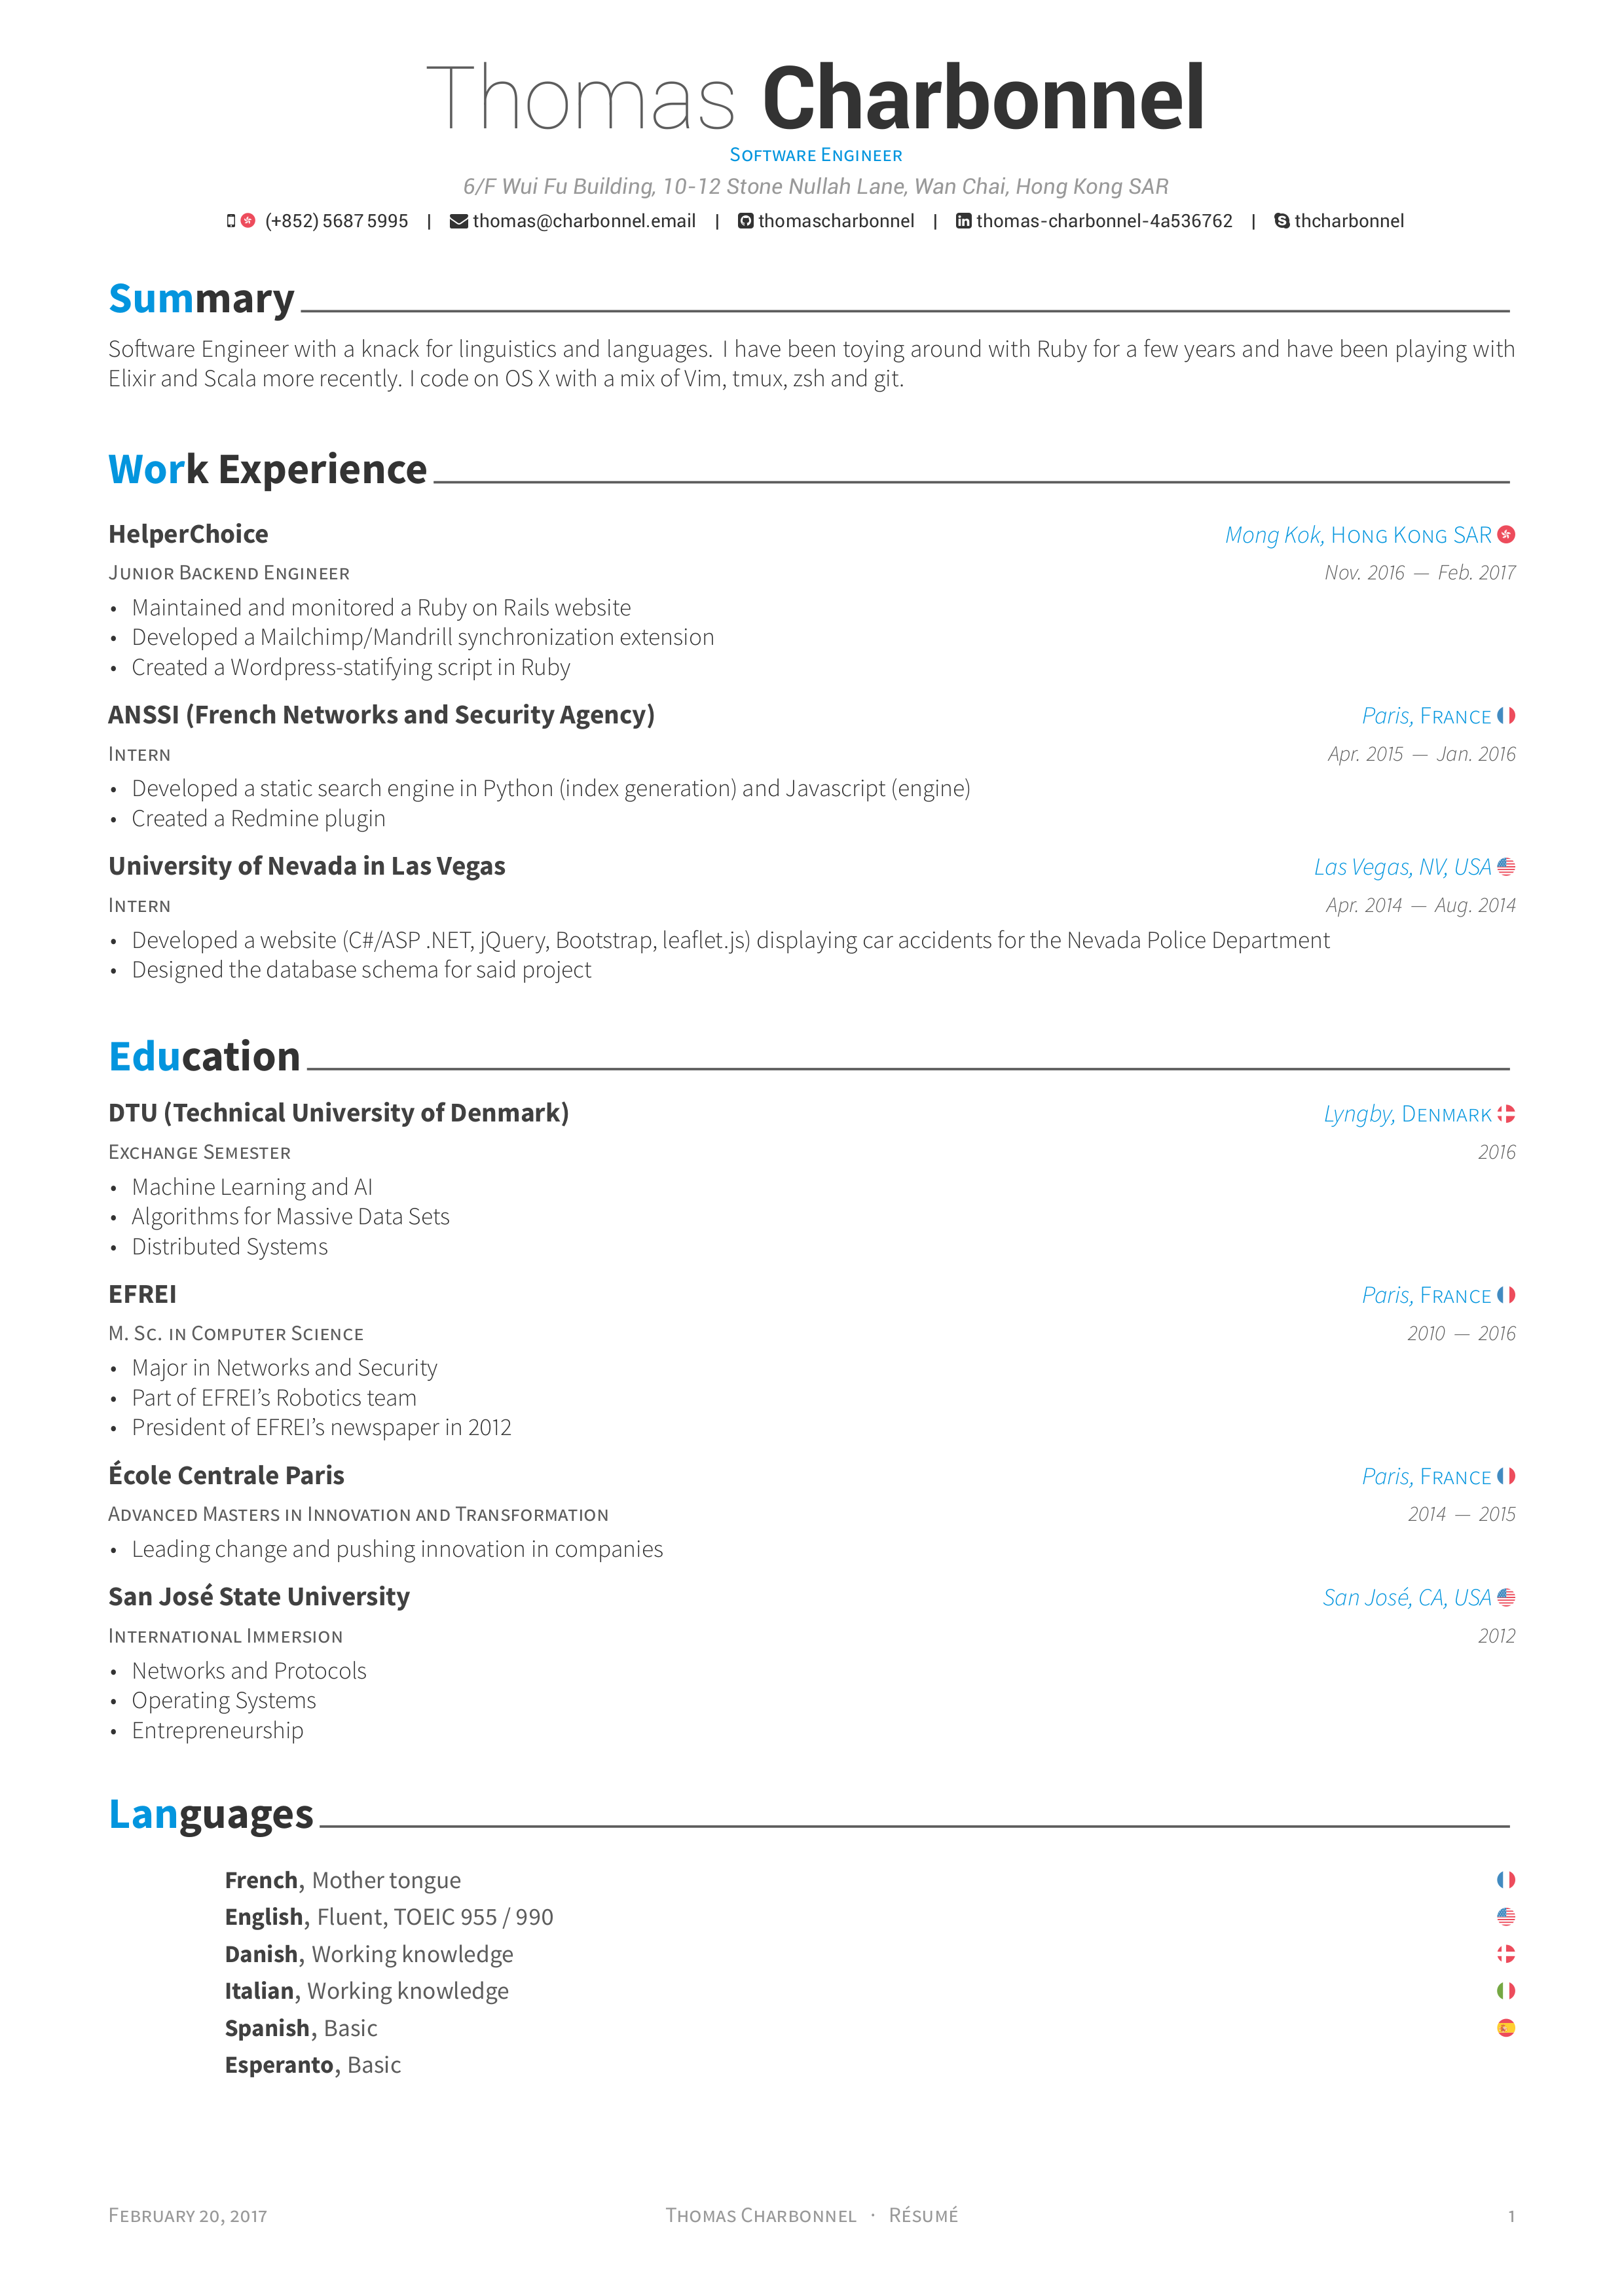 Thomas Charbonnel
Software Engineer
6/F Wui Fu Building, 10-12 Stone Nullah Lane, Wan Chai, Hong Kong SAR
(+852) 5687 5995 | thomas@charbonnel.email | thomascharbonnel | thomas-charbonnel-4a536762 | thcharbonnel
Summary
Software Engineer with a knack for linguistics and languages. I have been toying around with Ruby for a few years and have been playing with
Elixir and Scala more recently. I code on OS X with a mix of Vim, tmux, zsh and git.
Work Experience
HelperChoice Mong Kok, Hong Kong SAR
Junior Backend Engineer Nov. 2016 — Feb. 2017
• Maintained and monitored a Ruby on Rails website
• Developed a Mailchimp/Mandrill synchronization extension
• Created a Wordpress-statifying script in Ruby
ANSSI (French Networks and Security Agency) Paris, France
Intern Apr. 2015 — Jan. 2016
• Developed a static search engine in Python (index generation) and Javascript (engine)
• Created a Redmine plugin
University of Nevada in Las Vegas Las Vegas, NV, USA
Intern Apr. 2014 — Aug. 2014
• Developed a website (C#/ASP .NET, jQuery, Bootstrap, leaflet.js) displaying car accidents for the Nevada Police Department
• Designed the database schema for said project
Education
DTU (Technical University of Denmark) Lyngby, Denmark
Exchange Semester 2016
• Machine Learning and AI
• Algorithms for Massive Data Sets
• Distributed Systems
EFREI Paris, France
M. Sc. in Computer Science 2010 — 2016
• Major in Networks and Security
• Part of EFREI’s Robotics team
• President of EFREI’s newspaper in 2012
École Centrale Paris Paris, France
Advanced Masters in Innovation and Transformation 2014 — 2015
• Leading change and pushing innovation in companies
San José State University San José, CA, USA
International Immersion 2012
• Networks and Protocols
• Operating Systems
• Entrepreneurship
Languages
French, Mother tongue
English, Fluent, TOEIC 955 / 990
Danish, Working knowledge
Italian, Working knowledge
Spanish, Basic
Esperanto, Basic
February 20, 2017 Thomas Charbonnel · Résumé 1